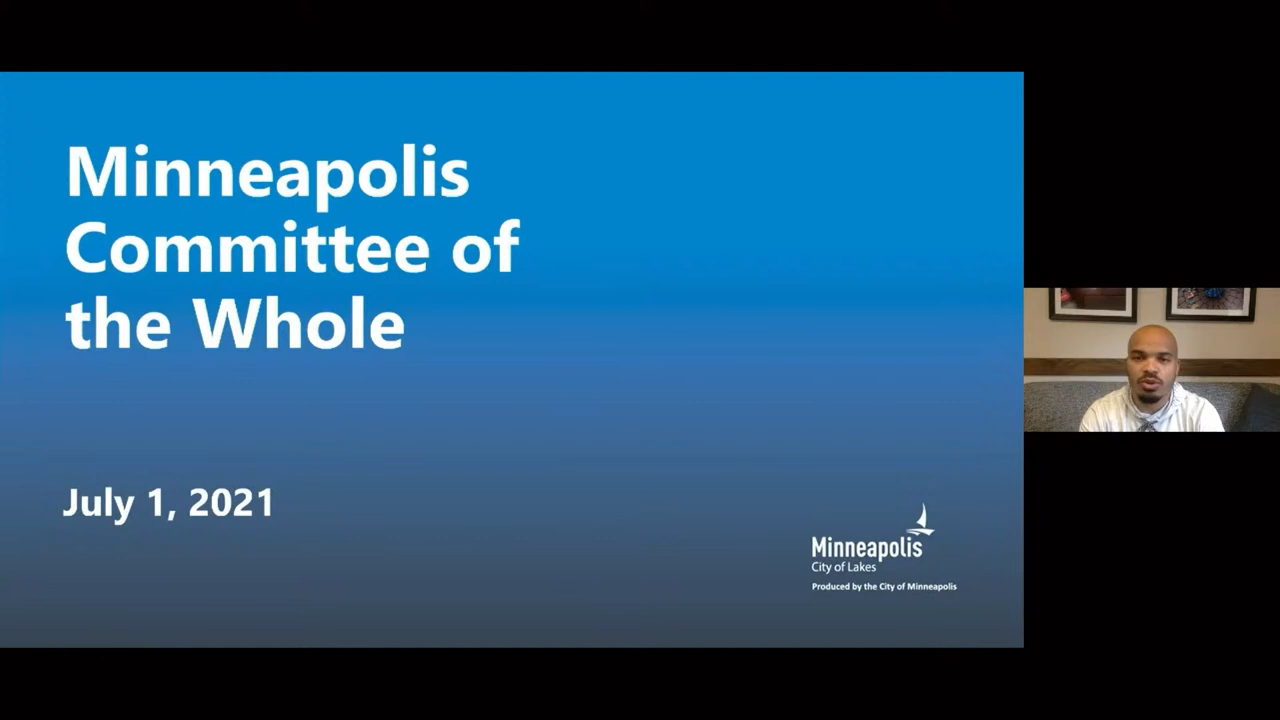 Minneapolis
Committee of
the Whole
July 1, 2021
Minneapolis
City of Lakes
Produced by the City of Minneapolis